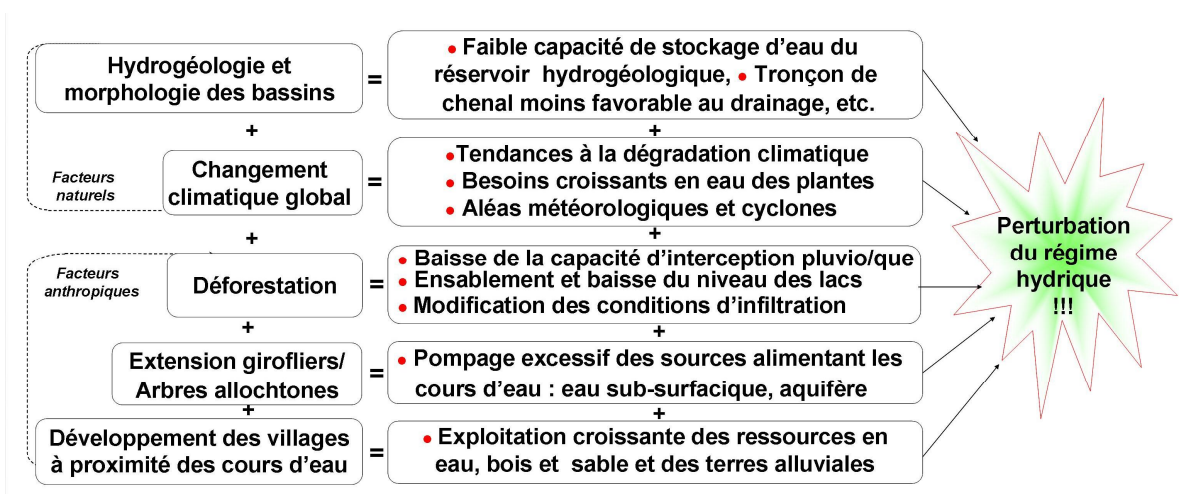 Hydrogéologie et
morphologie des bassins
=
• Faible capacité de stockage d'eau du
réservoir hydrogéologique, • Tronçon de
chenal moins favorable au drainage, etc.
+
+
Facteurs
naturels
Changement
climatique global
=
•Tendances à la dégradation climatique
• Besoins croissants en eau des plantes
• Aléas météorologiques et cyclones
+
+
Facteurs
anthropiques
Déforestation
=
• Baisse de la capacité d'interception pluvio/que
• Ensablement et baisse du niveau des lacs
• Modification des conditions d'infiltration
+
+
Extension girofliers/
Arbres allochtones
=
• Pompage excessif des sources alimentant les
cours d'eau : eau sub-surfacique, aquifère
+
+
Développement des villages
à proximité des cours d'eau
=
• Exploitation croissante des ressources en
eau, bois et sable et des terres alluviales
Perturbation
du régime
hydrique
!!!